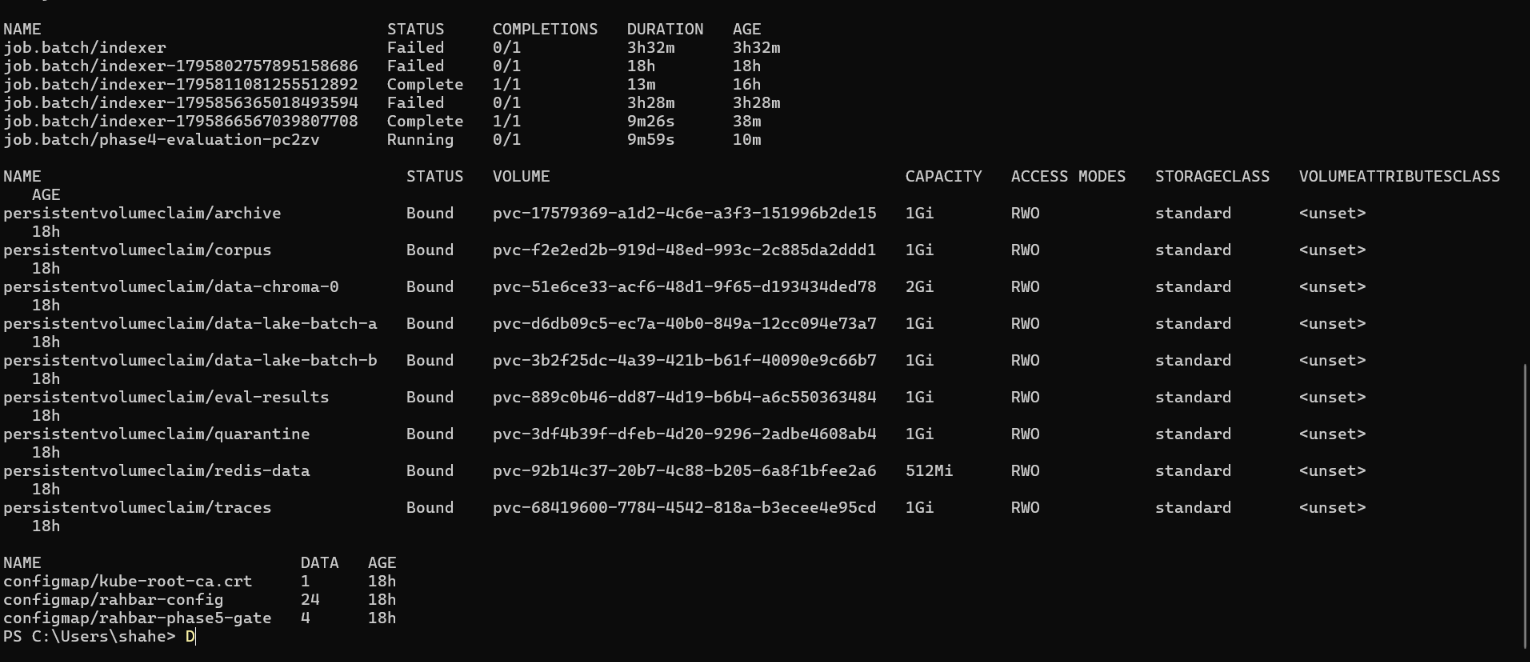 NAME STATUS COMPLETIONS DURATION AGE
job.batch/indexer Failed 0/1 3h32m 3h32m
job.batch/indexer-1795802757895158686 Failed 0/1 18h 18h
job.batch/indexer-1795811081255512892 Complete 1/1 13m 16h
job.batch/indexer-1795856365018493594 Failed 0/1 3h28m 3h28m
job.batch/indexer-1795866567039807708 Complete 1/1 9m26s 38m
job.batch/phase4-evaluation-pc2zv Running 0/1 9m59s 10m
NAME STATUS VOLUME CAPACITY ACCESS MODES STORAGECLASS VOLUMEATTRIBUTESCLASS
AGE
persistentvolumeclaim/archive Bound pvc-17579369-a1d2-4c6e-a3f3-151996b2de15 1Gi RWO standard <unset>
18h
persistentvolumeclaim/corpus Bound pvc-f2e2ed2b-919d-48ed-993c-2c885da2ddd1 1Gi RWO standard <unset>
18h
persistentvolumeclaim/data-chroma-0 Bound pvc-51e6ce33-acf6-48d1-9f65-d193434ded78 2Gi RWO standard <unset>
18h
persistentvolumeclaim/data-lake-batch-a Bound pvc-d6db09c5-ec7a-40b0-849a-12cc094e73a7 1Gi RWO standard <unset>
18h
persistentvolumeclaim/data-lake-batch-b Bound pvc-3b2f25dc-4a39-421b-b61f-40090e9c66b7 1Gi RWO standard <unset>
18h
persistentvolumeclaim/eval-results Bound pvc-889c0b46-dd87-4d19-b6b4-a6c550363484 1Gi RWO standard <unset>
18h
persistentvolumeclaim/quarantine Bound pvc-3df4b39f-dfeb-4d20-9296-2adbe4608ab4 1Gi RWO standard <unset>
18h
persistentvolumeclaim/redis-data Bound pvc-92b14c37-20b7-4c88-b205-6a8f1bfee2a6 512Mi RWO standard <unset>
18h
persistentvolumeclaim/traces Bound pvc-68419600-7784-4542-818a-b3ecee4e95cd 1Gi RWO standard <unset>
18h
NAME DATA AGE
configmap/kube-root-ca.crt 1 18h
configmap/rahbar-config 24 18h
configmap/rahbar-phase5-gate 4 18h
PS C:\Users\shahe> D